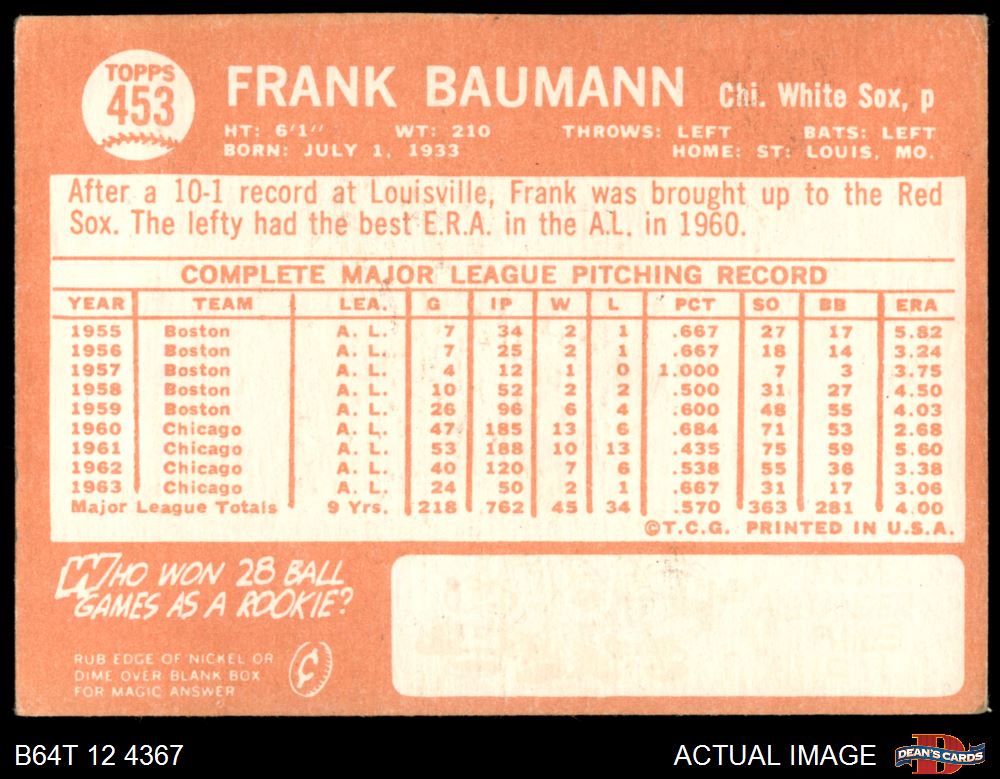 TOPPS
453
FRANK BAUMANN Chi. White Sox, p
HT: 6'1" WT: 210 THROWS: LEFT BATS: LEFT
BORN: JULY 1, 1933 HOME: ST: LOUIS, MO.
After a 10-1 record at Louisville, Frank was brought up to the Red
Sox. The lefty had the best E.R.A. in the A.L. in 1960.
COMPLETE MAJOR LEAGUE PITCHING RECORD
YEAR TEAM LEA. G IP W L PCT SO BB ERA
1955 Boston A. L. 7 34 2 1 .667 27 17 5.82
1956 Boston A. L. 7 25 2 1 .667 18 14 3.24
1957 Boston A. L. 4 12 1 0 1.000 7 3 3.75
1958 Boston A. L. 10 52 2 2 .500 31 27 4.50
1959 Boston A. L. 26 96 6 4 .600 48 55 4.03
1960 Chicago A. L. 47 185 13 6 .684 71 53 2.68
1961 Chicago A. L. 53 188 10 13 .435 75 59 5.60
1962 Chicago A. L. 40 120 7 6 .538 55 36 3.38
1963 Chicago A. L. 24 50 2 1 .667 31 17 3.06
Major League Totals 9 Yrs. 218 762 45 34 .570 363 281 4.00
©T.C.G. PRINTED IN U.S.A.
WHO WON 28 BALL
GAMES AS A ROOKIE?
RUB EDGE OF NICKEL OR
DIME OVER BLANK BOX
FOR MAGIC ANSWER
¢
B64T 12 4367 ACTUAL IMAGE
DEAN'S CARDS